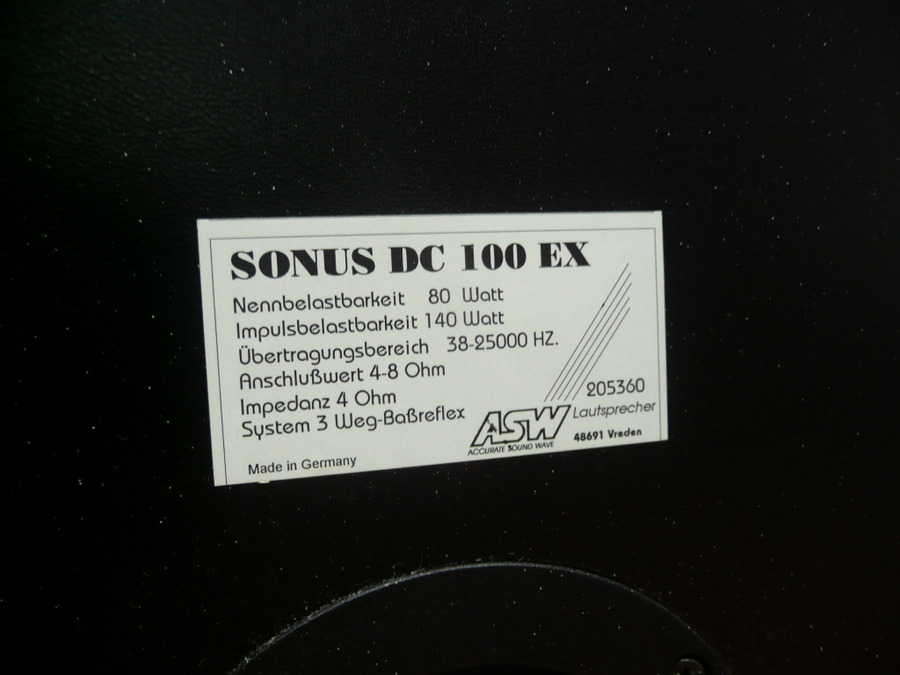 SONUS DC 100 EX
Nennbelastbarkeit 80 Watt
Impulsbelastbarkeit 140 Watt
Übertragungsbereich 38-25000 HZ.
Anschlußwert 4-8 Ohm
Impedanz 4 Ohm
System 3 Weg-Baßreflex
205360
ASW Lautsprecher
ACCURATE SOUND WAVE
48691 Vreden
Made in Germany